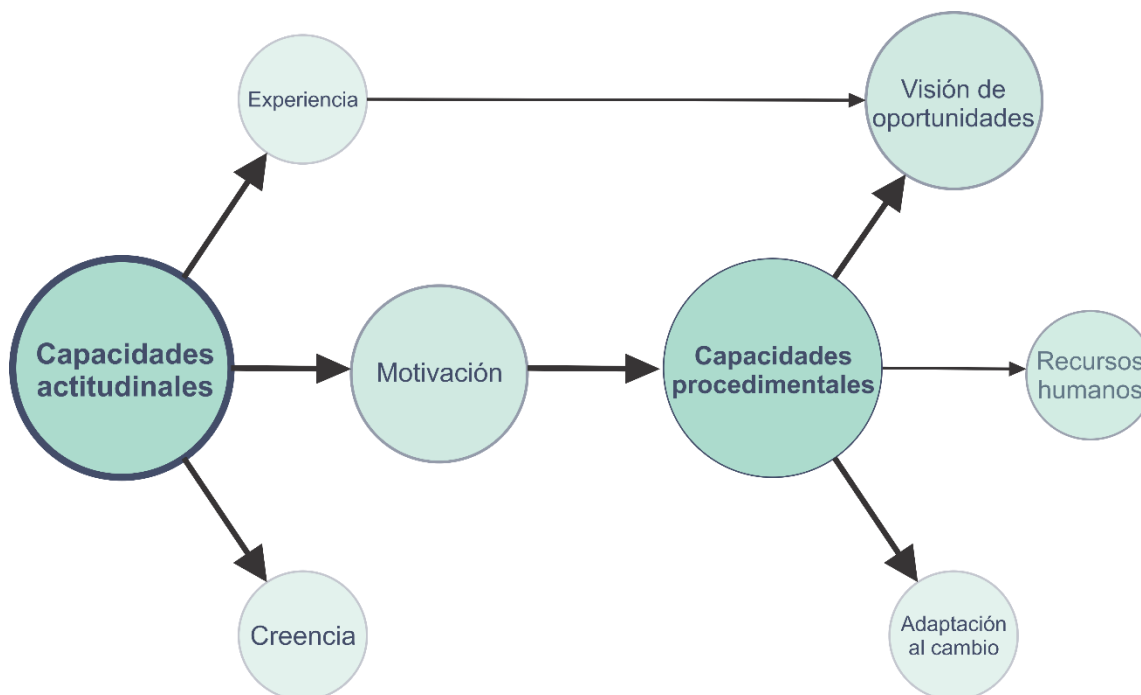 Experiencia
Visión de
oportunidades
Capacidades
actitudinales
Motivación
Capacidades
procedimentales
Recursos
humanos
Creencia
Adaptación
al cambio